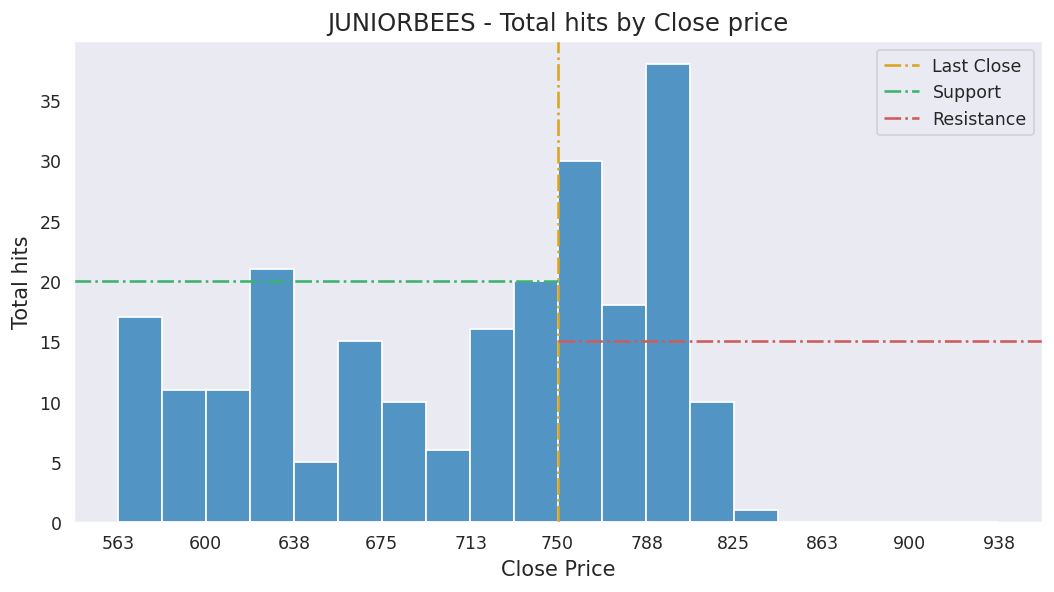 JUNIORBEES - Total hits by Close price
Last Close
Support
Resistance
Total hits
35
30
25
20
15
10
5
0
563 600 638 675 713 750 788 825 863 900 938
Close Price